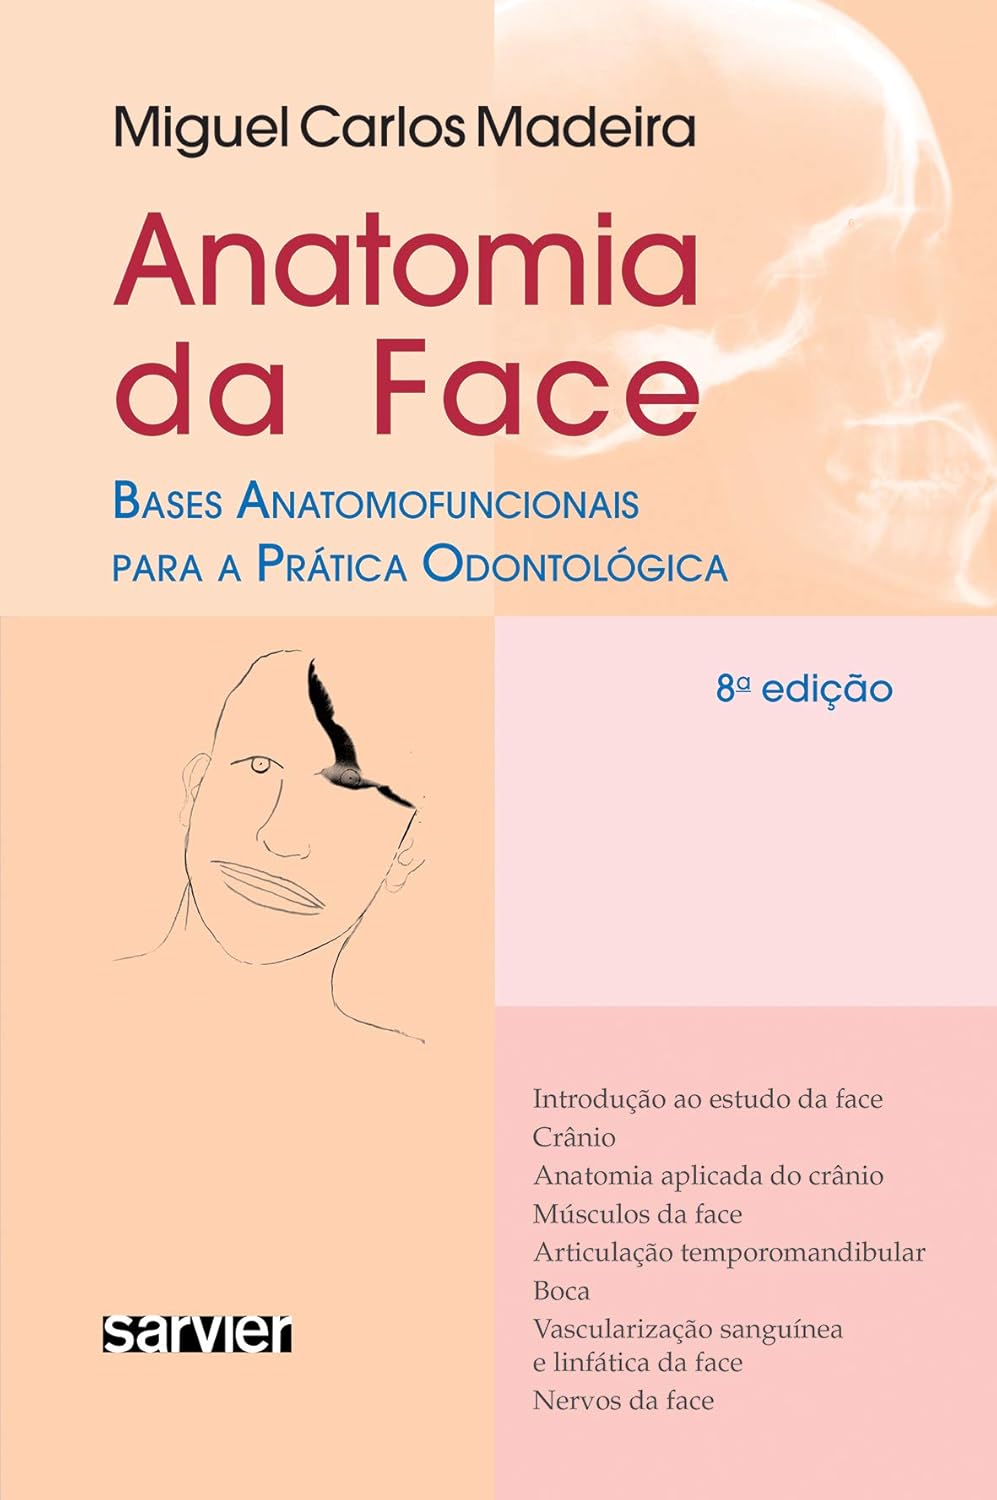 Miguel Carlos Madeira
Anatomia
da Face
BASES ANATOMOFUNCIONAIS
PARA A PRÁTICA ODONTOLÓGICA
8ª edição
Introdução ao estudo da face
Crânio
Anatomia aplicada do crânio
Músculos da face
Articulação temporomandibular
Boca
Vascularização sanguínea
e linfática da face
Nervos da face
sarvier